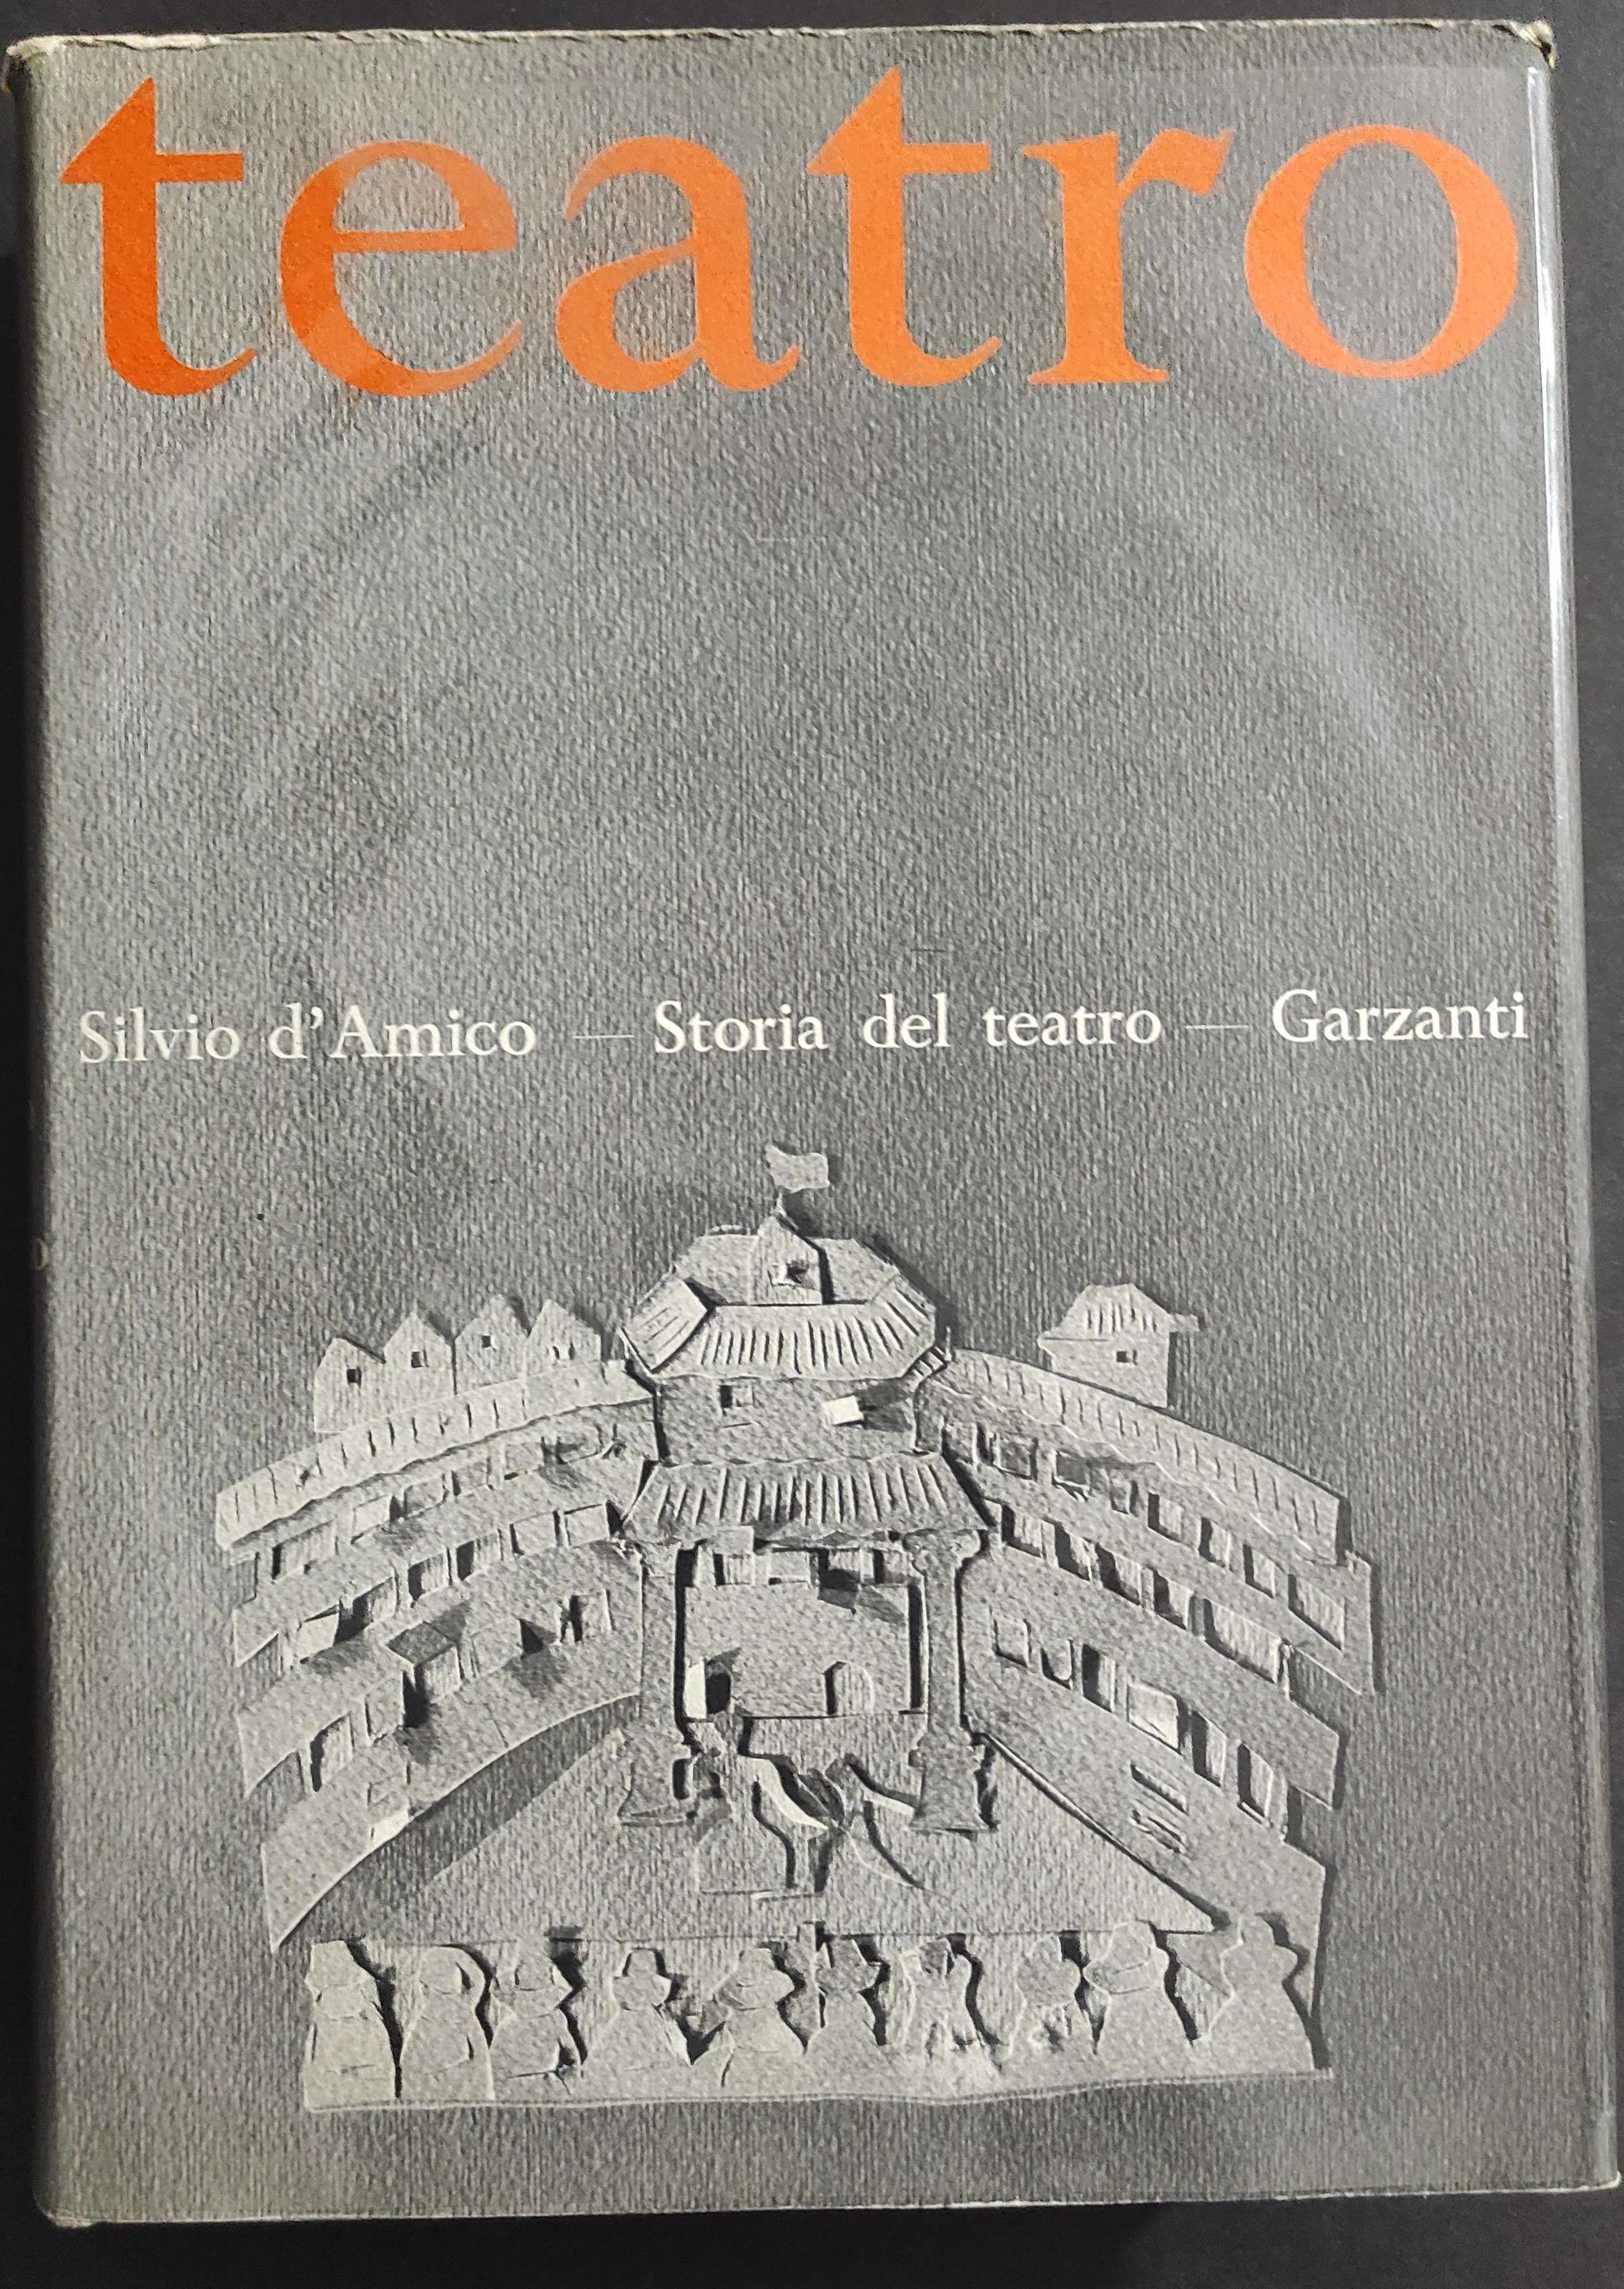 teatro
Silvio d'Amico — Storia del teatro — Garzanti